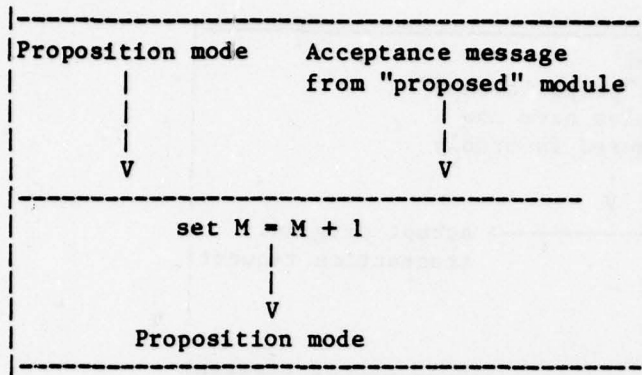 Proposition mode Acceptance message
from "proposed" module
V V
set M = M + 1
V
Proposition mode